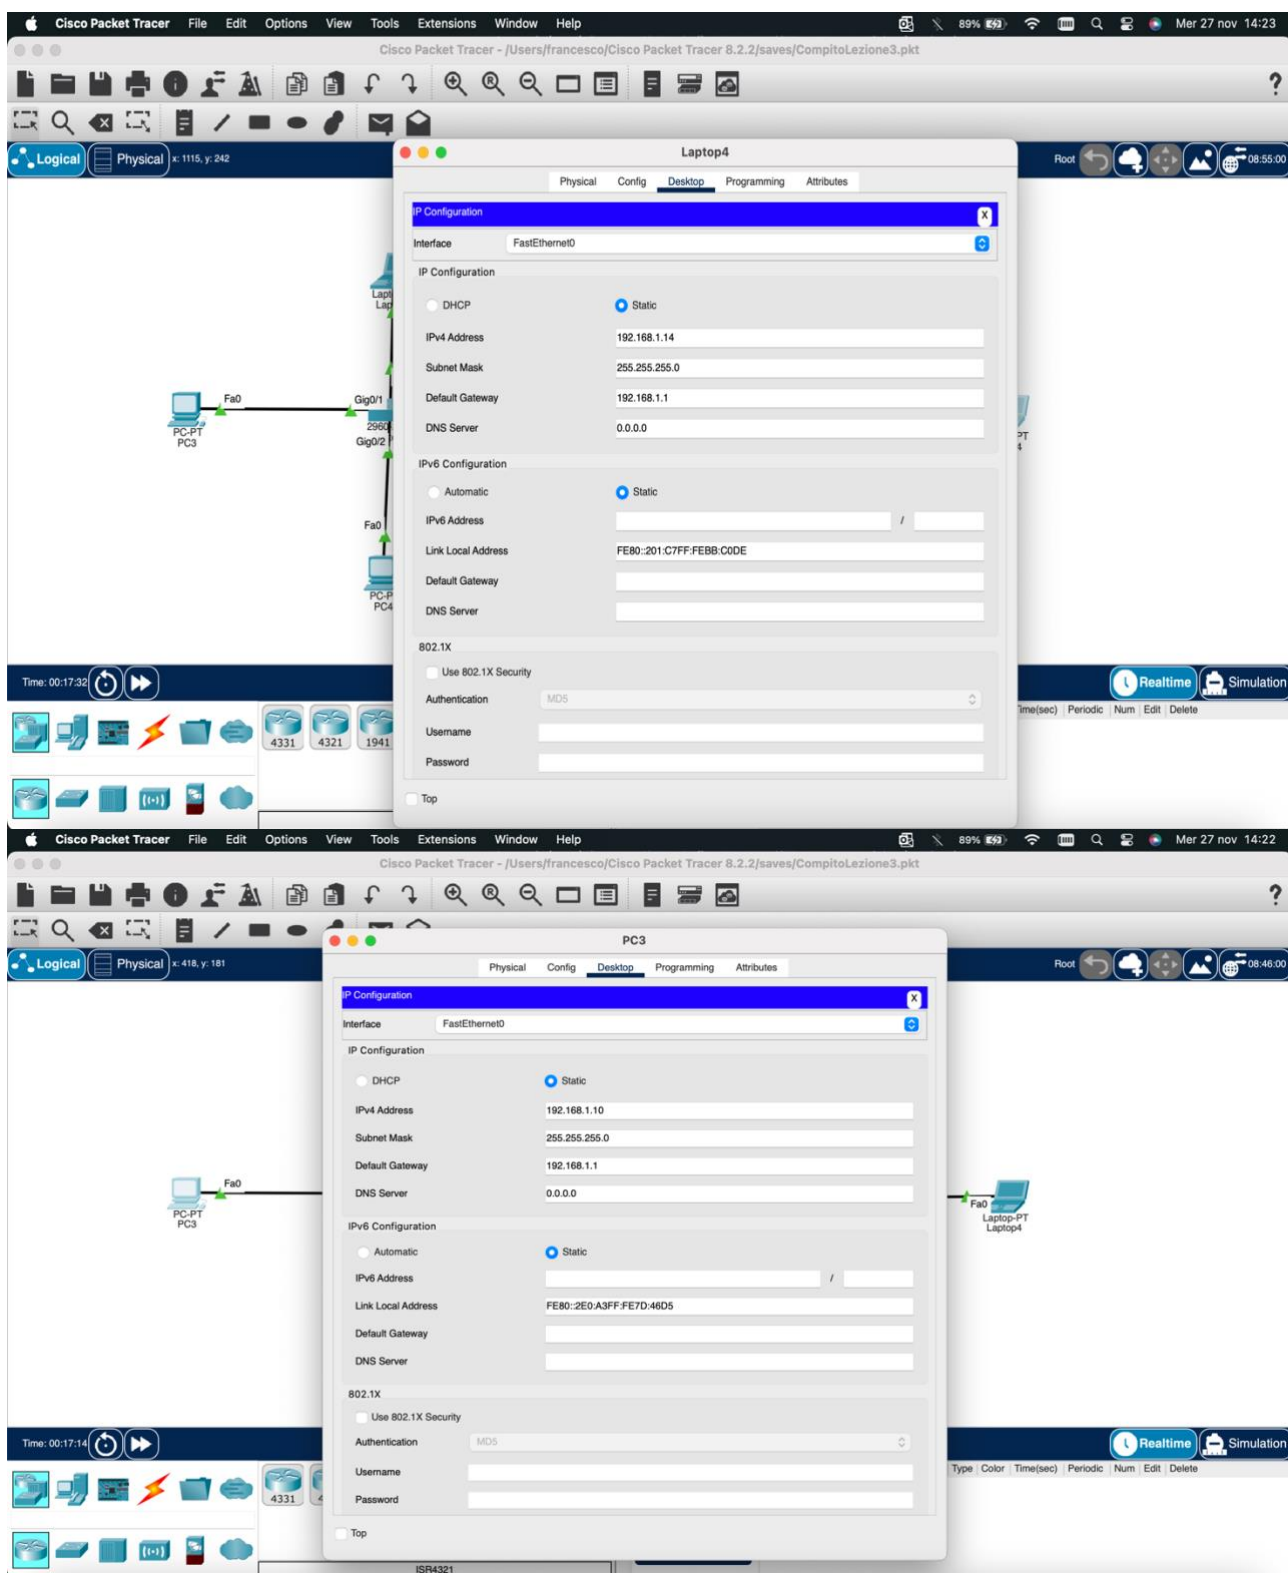 Cisco Packet Tracer File Edit Options View Tools Extensions Window Help 89% Mer 27 nov 14:23
Cisco Packet Tracer - /Users/francesco/Cisco Packet Tracer 8.2.2/saves/CompitoLezione3.pkt
?
Logical Physical x: 1115, y: 242 Root 08:55:00
Laptop4
Physical Config Desktop Programming Attributes
IP Configuration X
Interface FastEthernet0
IP Configuration
DHCP Static
IPv4 Address 192.168.1.14
Subnet Mask 255.255.255.0
Default Gateway 192.168.1.1
DNS Server 0.0.0.0
IPv6 Configuration
Automatic Static
IPv6 Address /
Link Local Address FE80::201:C7FF:FEBB:C0DE
Default Gateway
DNS Server
802.1X
Use 802.1X Security
Authentication MD5
Username
Password
Top
Lapt
Lap
Fa0 Gig0/1
PC-PT
PC3
2960
Gig0/2
PT
4
Fa0
PC-P
PC4
Time: 00:17:32 Realtime Simulation
4331 4321 1941
Time(sec) Periodic Num Edit Delete
Cisco Packet Tracer File Edit Options View Tools Extensions Window Help 89% Mer 27 nov 14:22
Cisco Packet Tracer - /Users/francesco/Cisco Packet Tracer 8.2.2/saves/CompitoLezione3.pkt
?
Logical Physical x: 418, y: 181 Root 08:46:00
PC3
Physical Config Desktop Programming Attributes
IP Configuration X
Interface FastEthernet0
IP Configuration
DHCP Static
IPv4 Address 192.168.1.10
Subnet Mask 255.255.255.0
Default Gateway 192.168.1.1
DNS Server 0.0.0.0
IPv6 Configuration
Automatic Static
IPv6 Address /
Link Local Address FE80::2E0:A3FF:FE7D:46D5
Default Gateway
DNS Server
802.1X
Use 802.1X Security
Authentication MD5
Username
Password
Top
Fa0
PC-PT
PC3
Fa0
Laptop-PT
Laptop4
Time: 00:17:14 Realtime Simulation
4331
Type Color Time(sec) Periodic Num Edit Delete
ISR4321